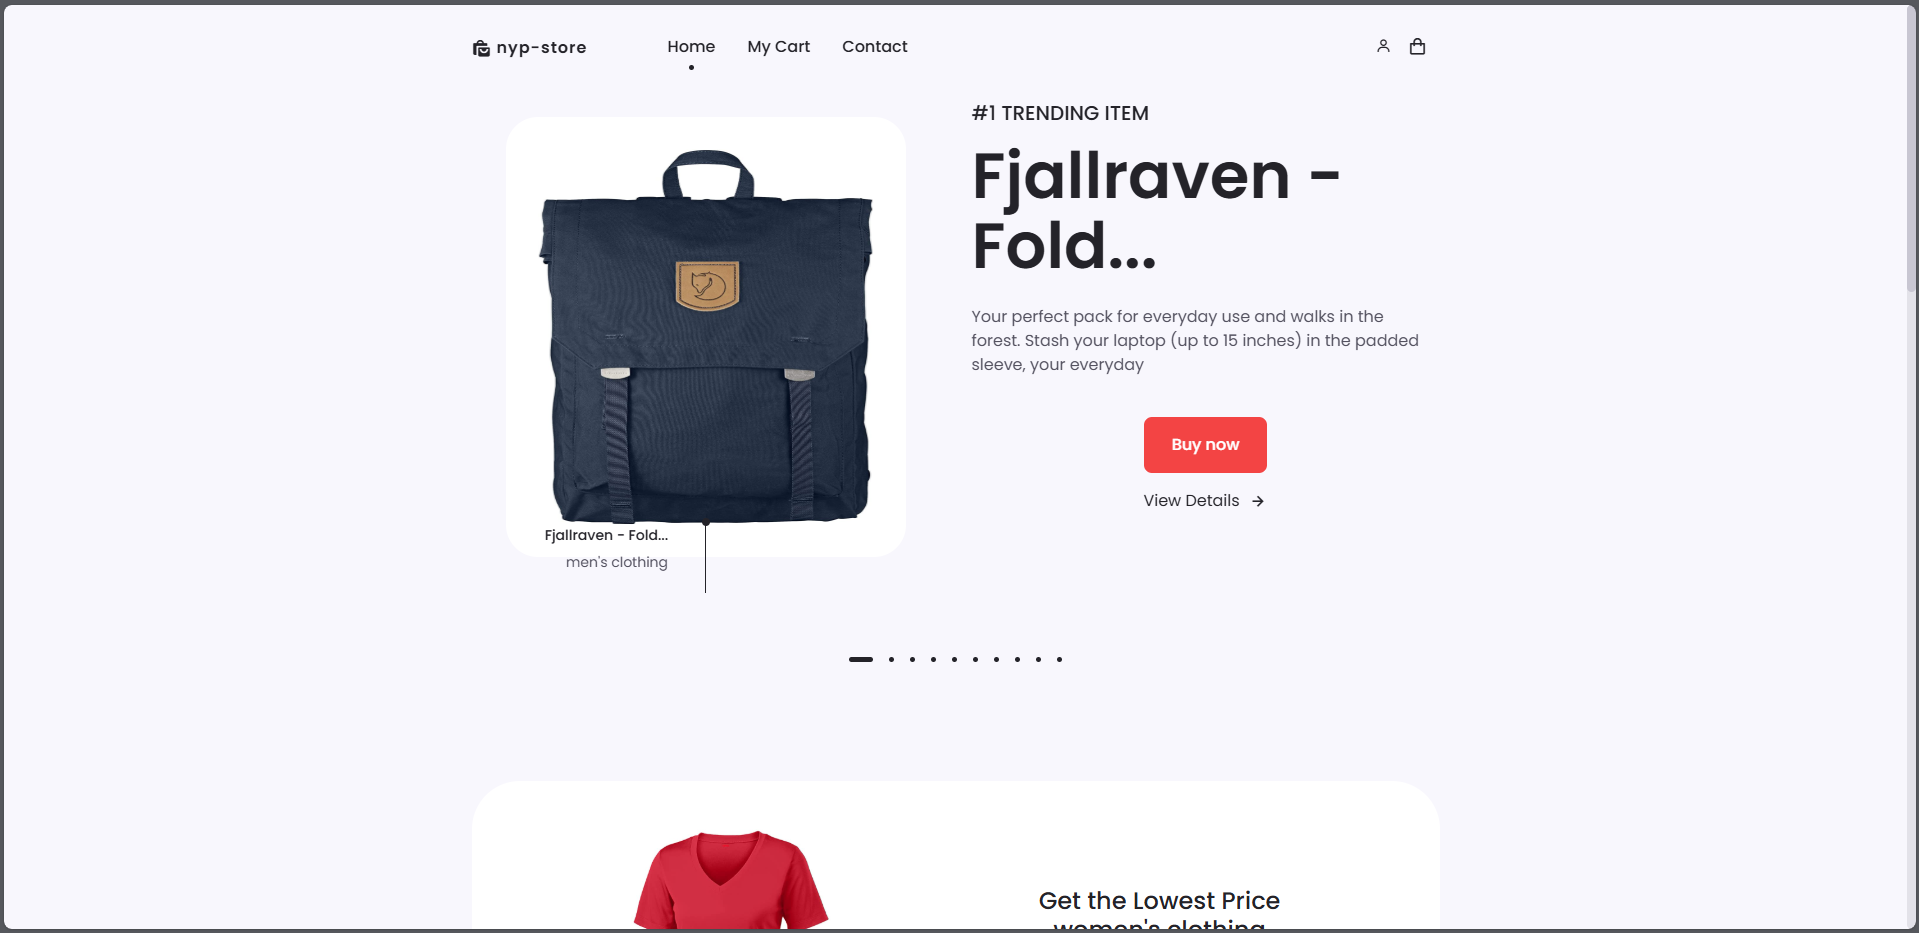 nyp-store
Home
My Cart
Contact
#1 TRENDING ITEM
Fjallraven -
Fold...
Your perfect pack for everyday use and walks in the
forest. Stash your laptop (up to 15 inches) in the padded
sleeve, your everyday
Buy now
View Details
Fjallraven - Fold...
men's clothing
Get the Lowest Price
women's clothing